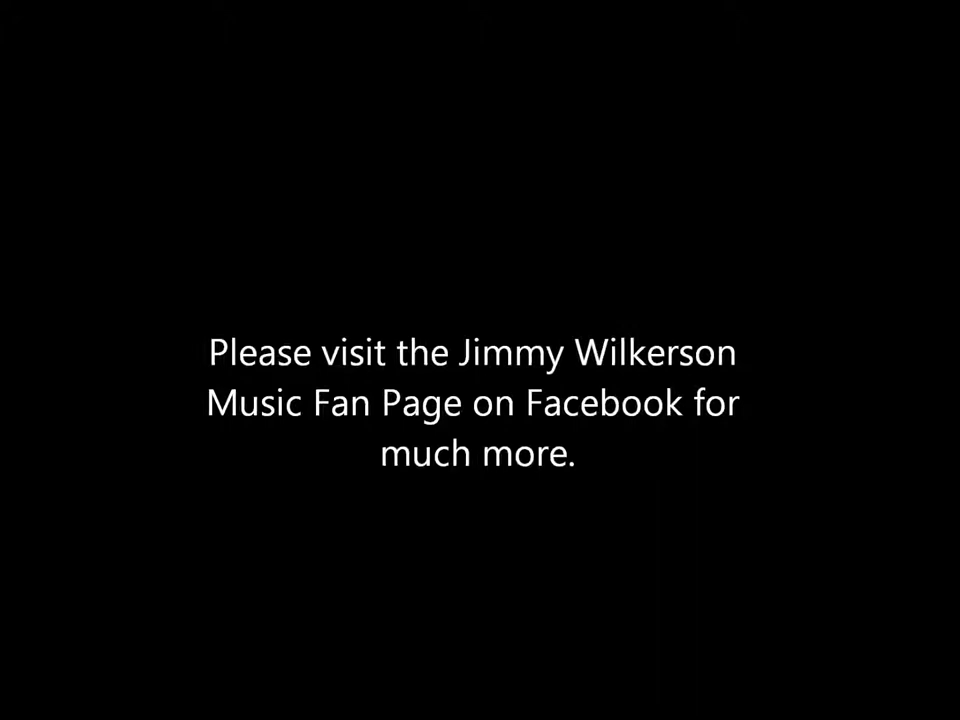 Please visit the Jimmy Wilkerson
Music Fan Page on Facebook for
much more.